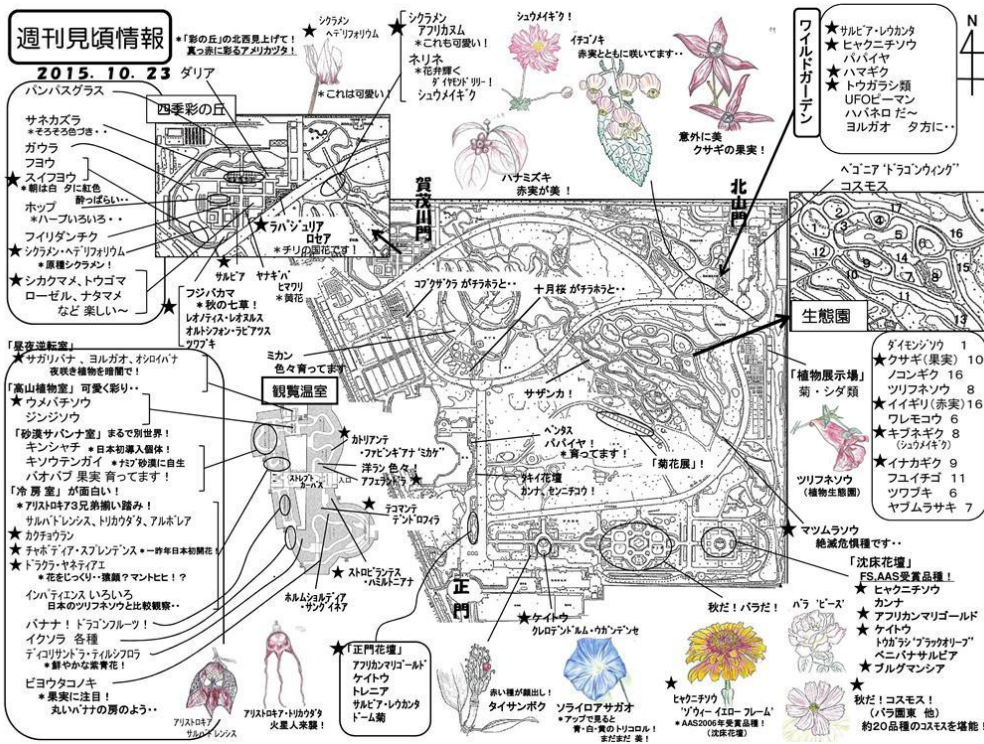 週刊見頃情報
2015. 10. 23
ダリア
*「彩の丘」の北西見上げて!
真っ赤に彩るアメリカヅタ!
★シクラメン
ヘデリフォリウム
*これは可愛い!
★シクラメン
アフリカヌム
*これも可愛い!
ネリネ
*花弁輝く
ダイヤモンドリリー!
シュウメイギク
シュウメイギク!
イチゴノキ
赤実とともに咲いてます・・
ハナミズキ
赤実が美!
意外に美
クサギの果実!
ワイルドガーデン
★サルビア・レウカンタ
★ヒャクニチソウ
パパイヤ
★ハマギク
★トウガラシ類
UFOピーマン
ハバネロ だ~
ヨルガオ 夕方に・・
N
パンパスグラス
四季彩の丘
サネカズラ
*そろそろ色づき・・
ガウラ
フヨウ
★スイフヨウ
*朝は白 夕に紅色
酔っぱらい・・
ホップ
*ハーブいろいろ・・
フイリダンチク
★シクラメン・ヘデリフォリウム
*原種シクラメン!
★シカクマメ、トウゴマ
ローゼル、ナタマメ
など 楽しい~
★ラパジュリア
ロセア
*チリの国花です!
★サルビア
ヤナギバ
ヒマワリ
*黄花
★フジバカマ
*秋の七草!
レオノティス・レオヌルス
オルトシフォン・ラビアツス
ツワブキ
賀茂川門
北山門
ベゴニア“ドラゴンウィング”
コスモス
コブクザクラ がチラホラと・・
十月桜 がチラホラと・・
ミカン
色々育ってます
観覧温室
サザンカ!
生態園
1
2
3
4
5
6
7
8
9
10
11
12
13
14
15
16
17
ダイモンジソウ 1
★クサギ(果実) 10
ノコンギク 16
ツリフネソウ 8
★イイギリ(赤実)16
ワレモコウ 6
★キブネギク 8
(シュウメイギク)
★イナカギク 9
フユイチゴ 11
ツワブキ 6
ヤブムラサキ 7
「植物展示場」
菊・シダ類
ツリフネソウ
(植物生態園)
「昼夜逆転室」
★サガリバナ、ヨルガオ、オシロイバナ
夜咲き植物を暗闇で!
「高山植物室」 可愛く彩り・・
★ウメバチソウ
ジンジソウ
「砂漠サバンナ室」 まるで別世界!
キンシャチ *日本初導入個体!
キソウテンガイ *ナミブ砂漠に自生
バオバブ 果実 育ってます!
「冷房室」が面白い!
*アリストロキア3兄弟揃い踏み!
サルバドレンシス、トリカウダタ、アルボレア
★カクチョウラン
★チャボディア・スプレンデンス *一昨年日本初開花!
★ドラクラ・ヤネティアエ
*花をじっくり・・猿顔?マントヒヒ!?
インパティエンス いろいろ
日本のツリフネソウと比較観察・・
バナナ! ドラゴンフルーツ!
イクソラ 各種
ディコリサンドラ・ティルシフロラ
*鮮やかな紫青花!
ビヨウタコノキ
*果実に注目!
丸いバナナの房のよう・・
ストレプト
カーパス
入口
★カトリアンテ
・ファビンギアナ‘ミカゲ’
洋ラン 色々!
アフェランドラ★
★テコマンテ
デンドロフィラ
★ストロビランテス
・ハミルトニアナ
ホルムショルディア
・サングイネア
ペンタス
パパイヤ!
*育ってます!
タキイ花壇
カンナ、センニチコウ!
「菊花展」!
★マツムラソウ
絶滅危惧種です・・
正門
★「正門花壇」
アフリカンマリゴールド
ケイトウ
トレニア
サルビア・レウカンタ
ドーム菊
★ケイトウ
クレロデンドルム・ウガンデンセ
秋だ!バラだ!
バラ ‘ピース’
「沈床花壇」
FS,AAS受賞品種!
★ヒャクニチソウ
カンナ
★アフリカンマリゴールド
★ケイトウ
トウガラシ‘ブラックオリーブ’
ベニバナサルビア
★ブルグマンシア
アリストロキア
サルバドレンシス
アリストロキア・トリカウダタ
火星人来襲!
赤い種が顔出し!
タイサンボク
ソライロアサガオ
*アップで見ると
青・白・黄のトリコロル!
まだまだ 美!
★ヒャクニチソウ
‘ゾウィー イエロー フレーム’
*AAS2006年受賞品種!
(沈床花壇)
★
秋だ!コスモス!
(バラ園東 他)
約20品種のコスモスを堪能!